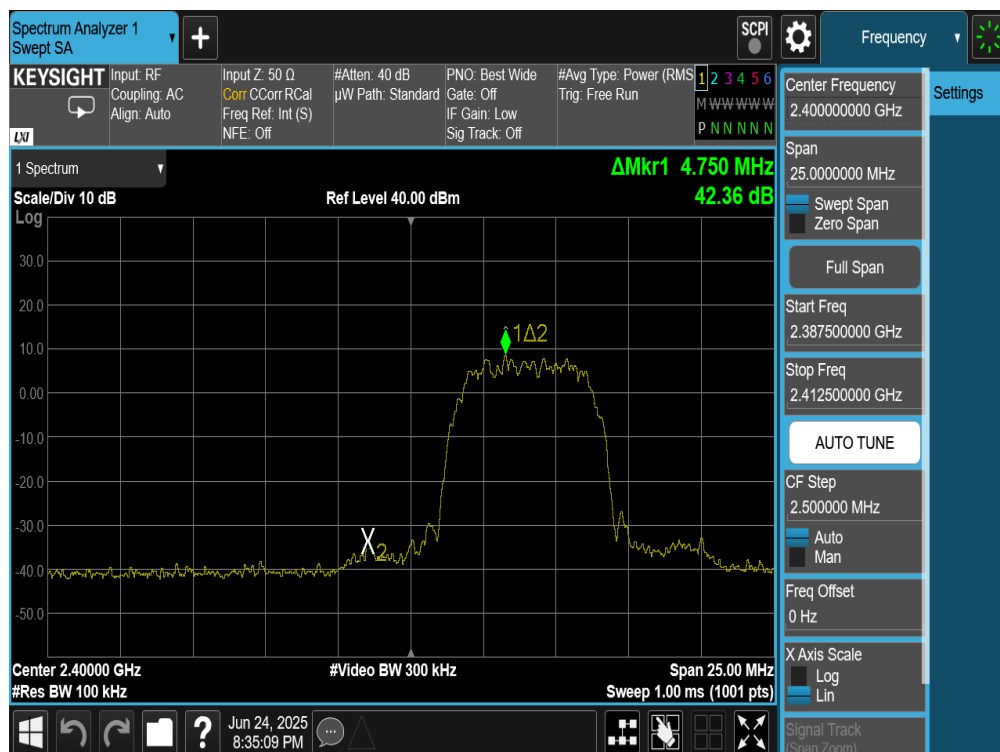 Spectrum Analyzer 1
Swept SA
+
SCPI
Frequency
KEYSIGHT
LXI
Input: RF
Coupling: AC
Align: Auto
Input Z: 50 Ω
Corr CCorr RCal
Freq Ref: Int (S)
NFE: Off
#Atten: 40 dB
µW Path: Standard
PNO: Best Wide
Gate: Off
IF Gain: Low
Sig Track: Off
#Avg Type: Power (RMS
Trig: Free Run
1 2 3 4 5 6
M W W W W W
P N N N N N
1 Spectrum
ΔMkr1 4.750 MHz
42.36 dB
Scale/Div 10 dB
Ref Level 40.00 dBm
Log
30.0
20.0
10.0
0.00
-10.0
-20.0
-30.0
-40.0
-50.0
1Δ2
X2
Center 2.40000 GHz
#Video BW 300 kHz
Span 25.00 MHz
#Res BW 100 kHz
Sweep 1.00 ms (1001 pts)
Center Frequency
2.400000000 GHz
Settings
Span
25.0000000 MHz
Swept Span
Zero Span
Full Span
Start Freq
2.387500000 GHz
Stop Freq
2.412500000 GHz
AUTO TUNE
CF Step
2.500000 MHz
Auto
Man
Freq Offset
0 Hz
X Axis Scale
Log
Lin
Signal Track
(Span Zoom)
?
Jun 24, 2025
8:35:09 PM